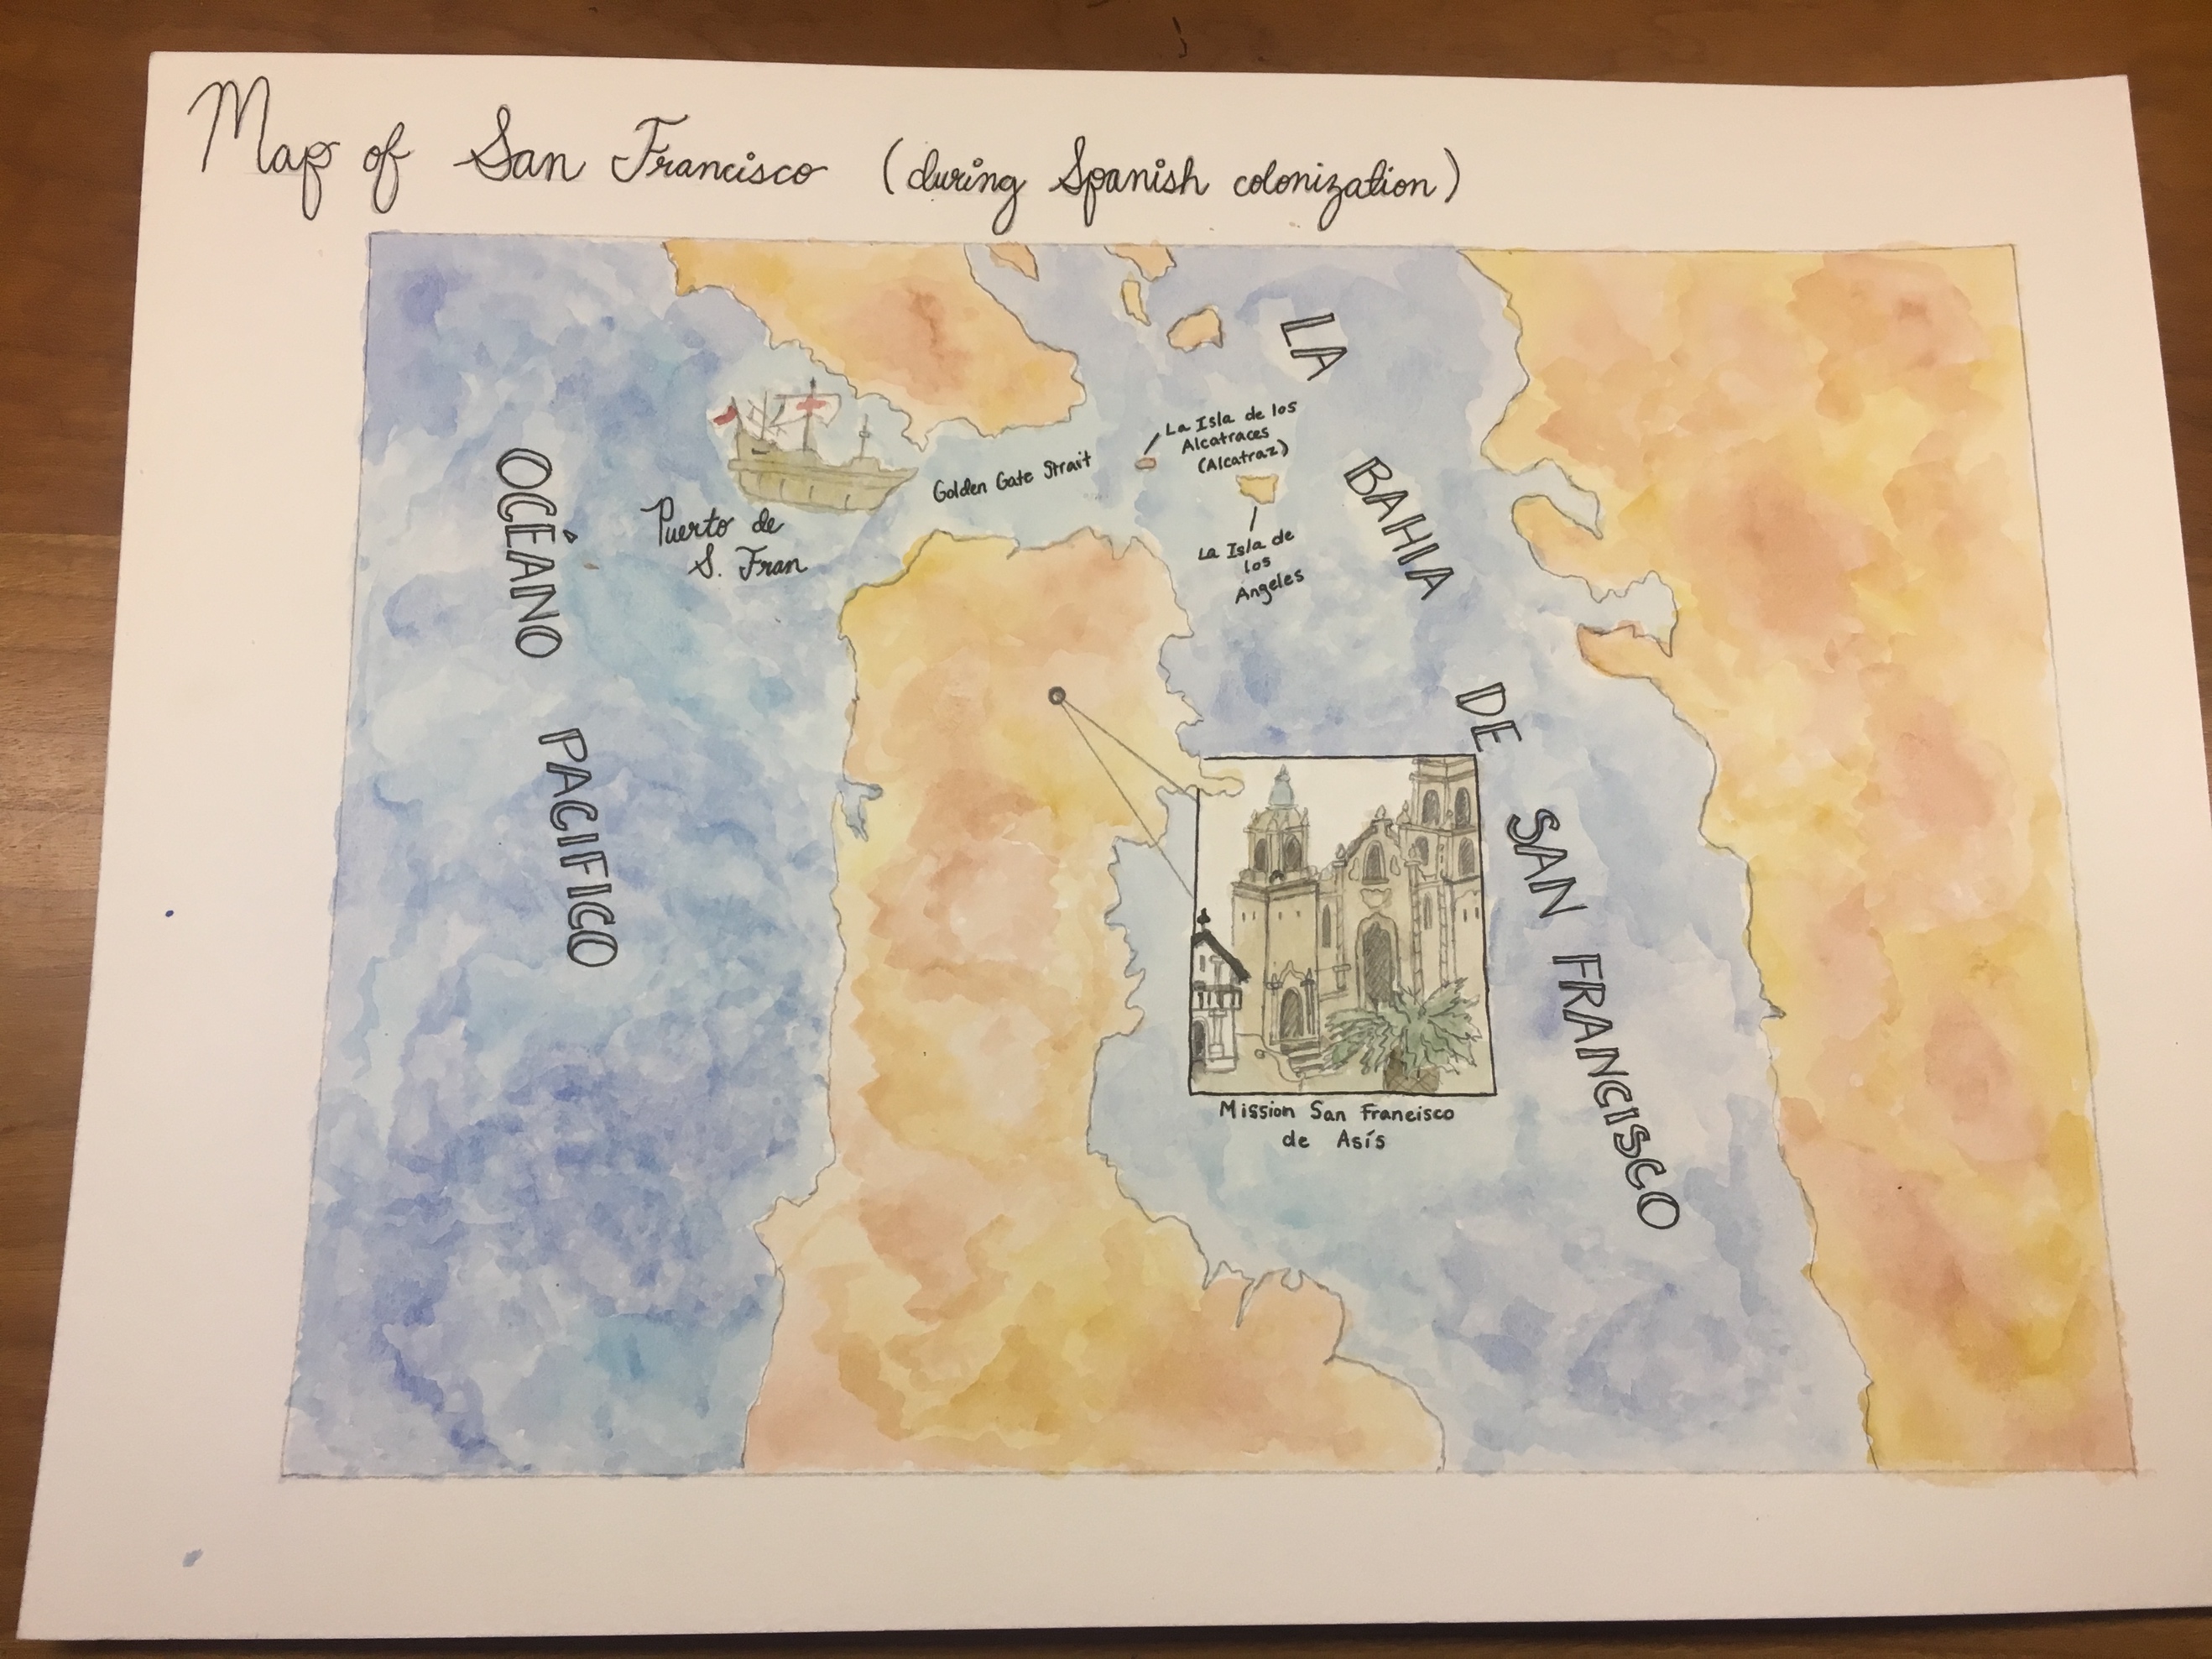 Map of San Francisco (during Spanish colonization)
OCÉANO PACIFICO
Puerto de
S. Fran
Golden Gate Strait
La Isla de los
Alcatraces
(Alcatraz)
La Isla de
los
Angeles
LA BAHIA DE SAN FRANCISCO
Mission San Francisco
de Asís